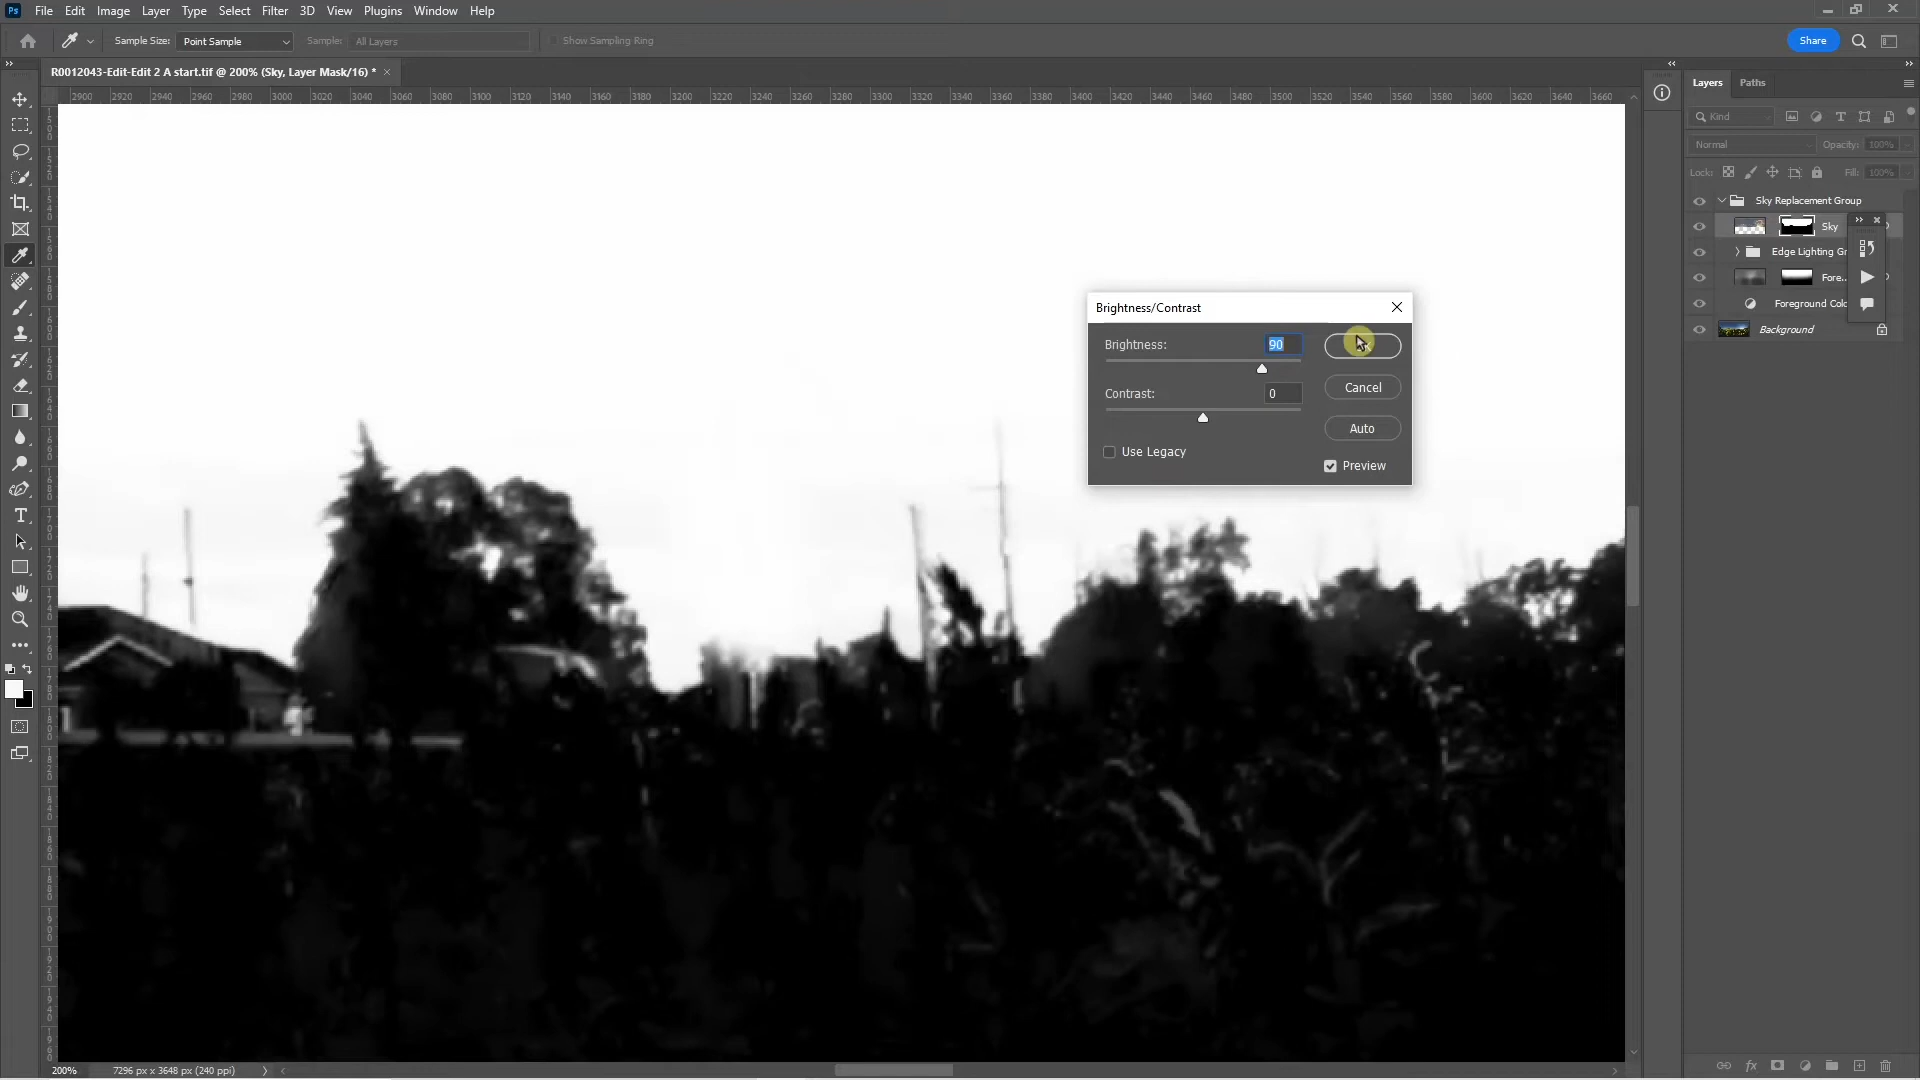 Ps File Edit Image Layer Type Select Filter 3D View Plugins Window Help
Sample Size: Point Sample Sample: All Layers Show Sampling Ring Share
R0012043-Edit-Edit 2 A start.tif @ 200% (Sky, Layer Mask/16) * ×
2900 2920 2940 2960 2980 3000 3020 3040 3060 3080 3100 3120 3140 3160 3180 3200 3220 3240 3260 3280 3300 3320 3340 3360 3380 3400 3420 3440 3460 3480 3500 3520 3540 3560 3580 3600 3620 3640 3660
Layers Paths
Kind
Normal Opacity: 100%
Lock: Fill: 100%
Sky Replacement Group
Sky
Edge Lighting Gr
Fore...
Foreground Colo
Background
Brightness/Contrast
Brightness: 90
Contrast: 0
Cancel
Auto
Use Legacy
Preview
200% 7296 px x 3648 px (240 ppi)